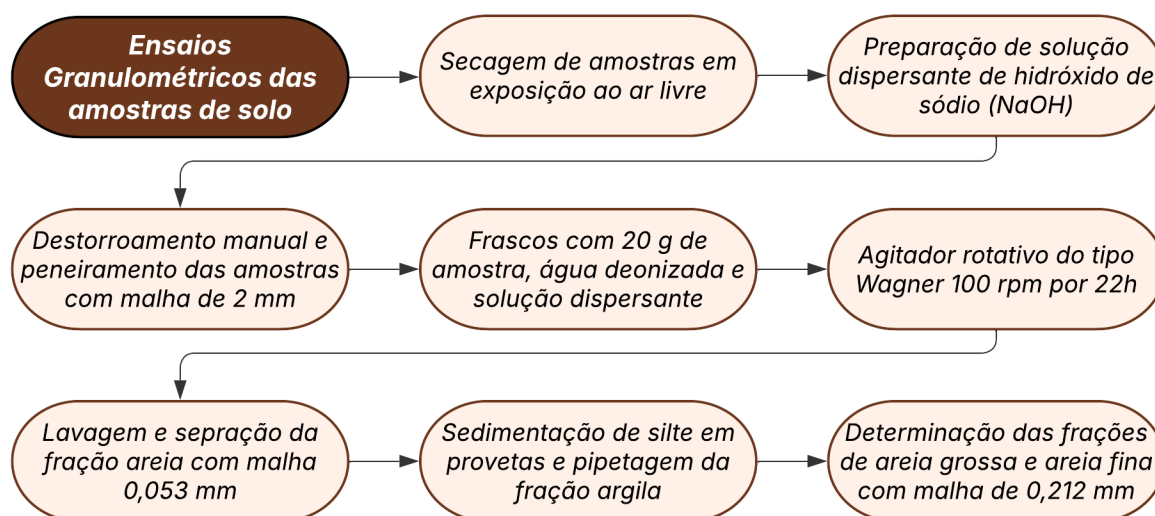 Ensaios
Granulométricos das
amostras de solo
Secagem de amostras em
exposição ao ar livre
Preparação de solução
dispersante de hidróxido de
sódio (NaOH)
Destorroamento manual e
peneiramento das amostras
com malha de 2 mm
Frascos com 20 g de
amostra, água deonizada e
solução dispersante
Agitador rotativo do tipo
Wagner 100 rpm por 22h
Lavagem e sepração da
fração areia com malha
0,053 mm
Sedimentação de silte em
provetas e pipetagem da
fração argila
Determinação das frações
de areia grossa e areia fina
com malha de 0,212 mm